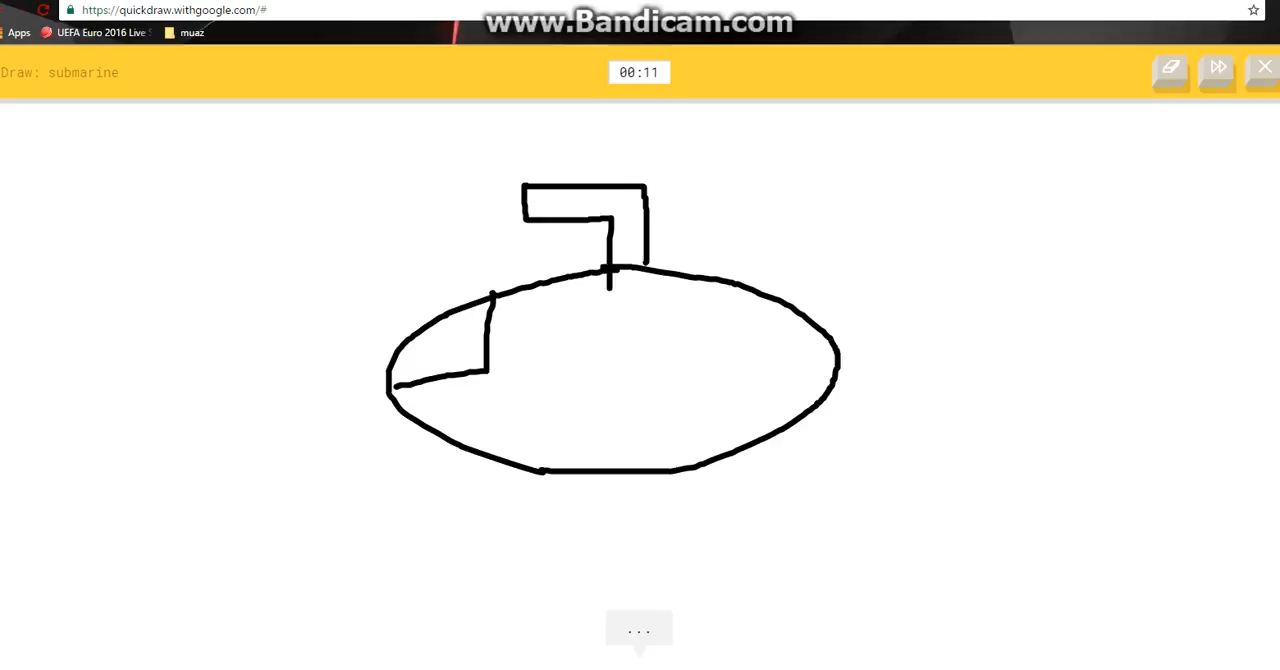 https://quickdraw.withgoogle.com/#
www.Bandicam.com
Apps UEFA Euro 2016 Live muaz
Draw: submarine
00:11
...